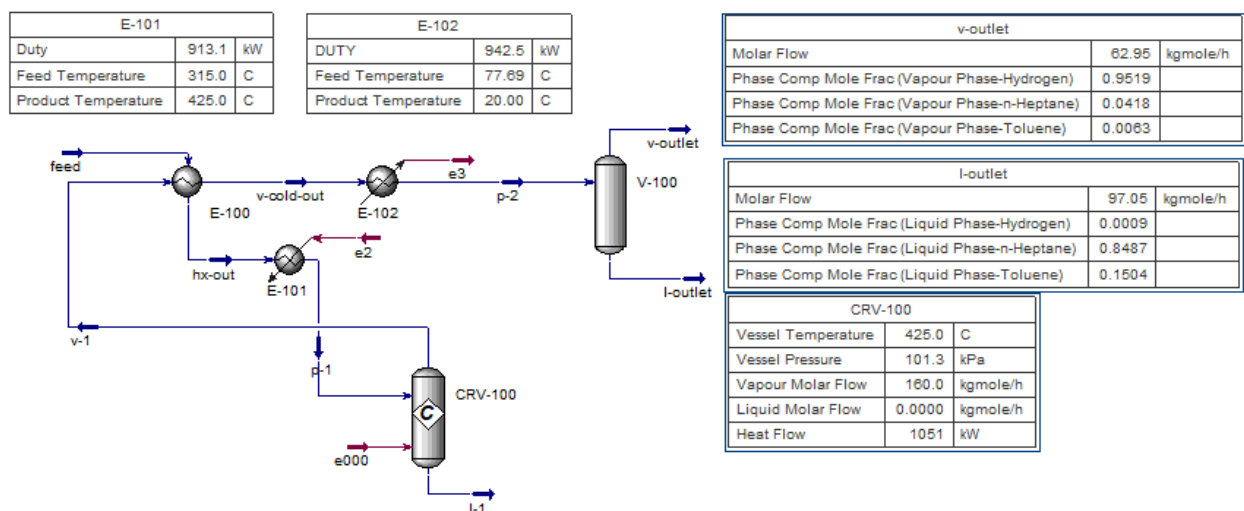 E-101
Duty 913.1 kW
Feed Temperature 315.0 C
Product Temperature 425.0 C
E-102
DUTY 942.5 kW
Feed Temperature 77.69 C
Product Temperature 20.00 C
v-outlet
Molar Flow 62.95 kgmole/h
Phase Comp Mole Frac (Vapour Phase-Hydrogen) 0.9519
Phase Comp Mole Frac (Vapour Phase-n-Heptane) 0.0418
Phase Comp Mole Frac (Vapour Phase-Toluene) 0.0063
l-outlet
Molar Flow 97.05 kgmole/h
Phase Comp Mole Frac (Liquid Phase-Hydrogen) 0.0009
Phase Comp Mole Frac (Liquid Phase-n-Heptane) 0.8487
Phase Comp Mole Frac (Liquid Phase-Toluene) 0.1504
CRV-100
Vessel Temperature 425.0 C
Vessel Pressure 101.3 kPa
Vapour Molar Flow 160.0 kgmole/h
Liquid Molar Flow 0.0000 kgmole/h
Heat Flow 1051 kW
feed
E-100
v-cold-out
E-102
e3
p-2
v-outlet
V-100
l-outlet
hx-out
E-101
e2
v-1
p-1
CRV-100
C
e000
l-1